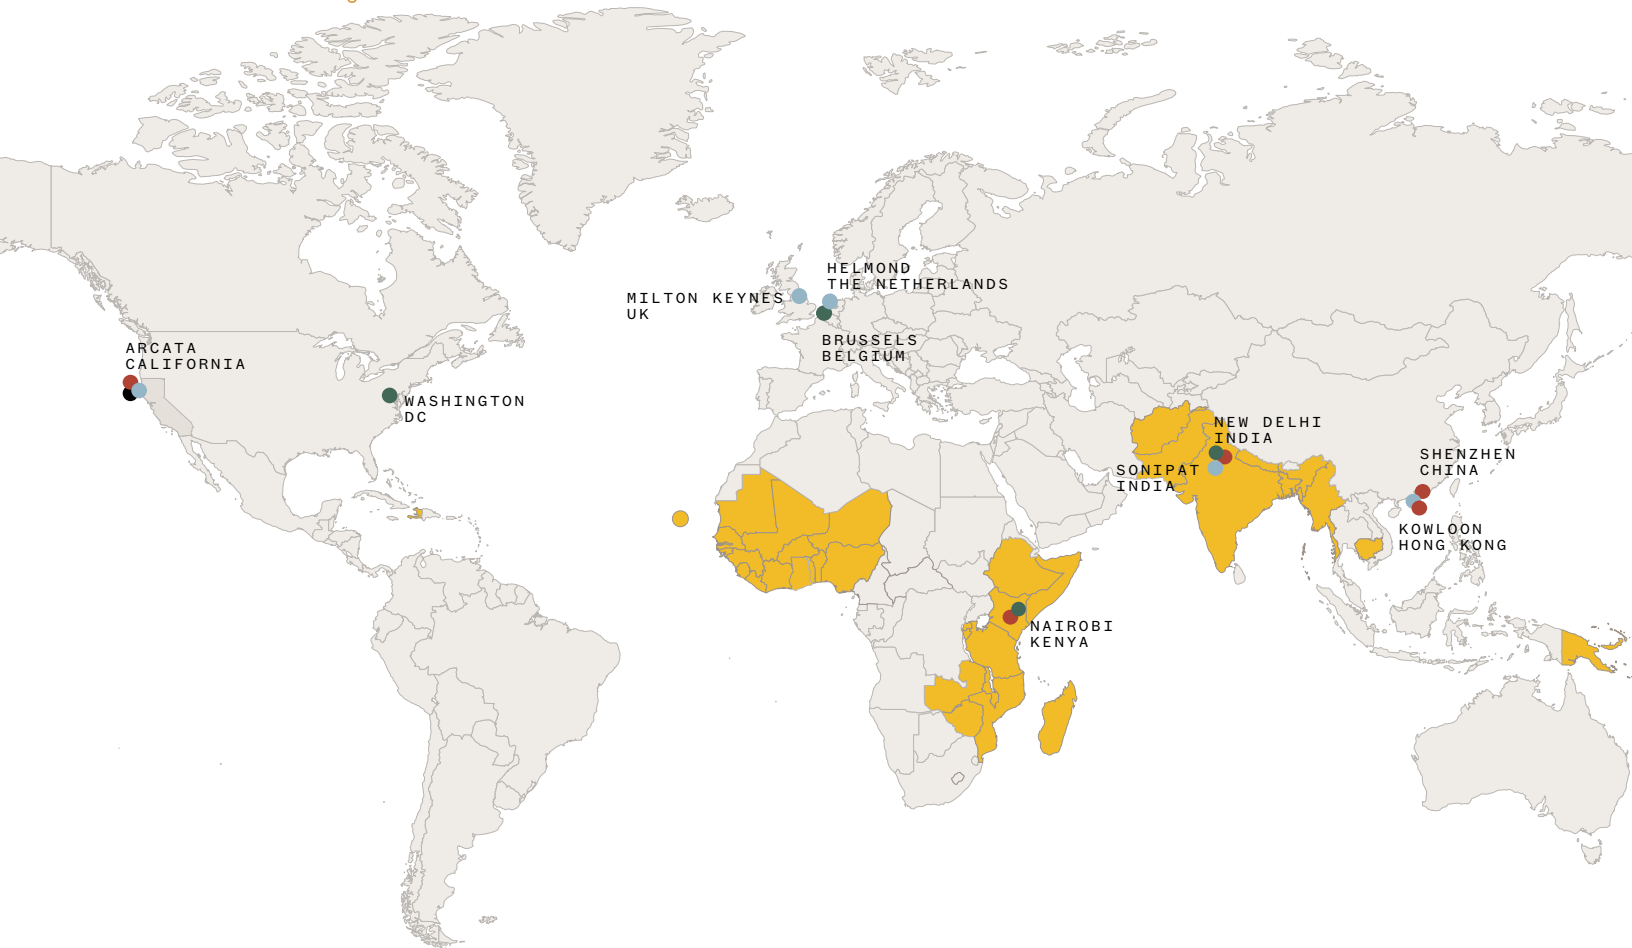 HELMOND
THE NETHERLANDS
MILTON KEYNES
UK
BRUSSELS
BELGIUM
ARCATA
CALIFORNIA
WASHINGTON
DC
NEW DELHI
INDIA
SONIPAT
INDIA
SHENZHEN
CHINA
KOWLOON
HONG KONG
NAIROBI
KENYA